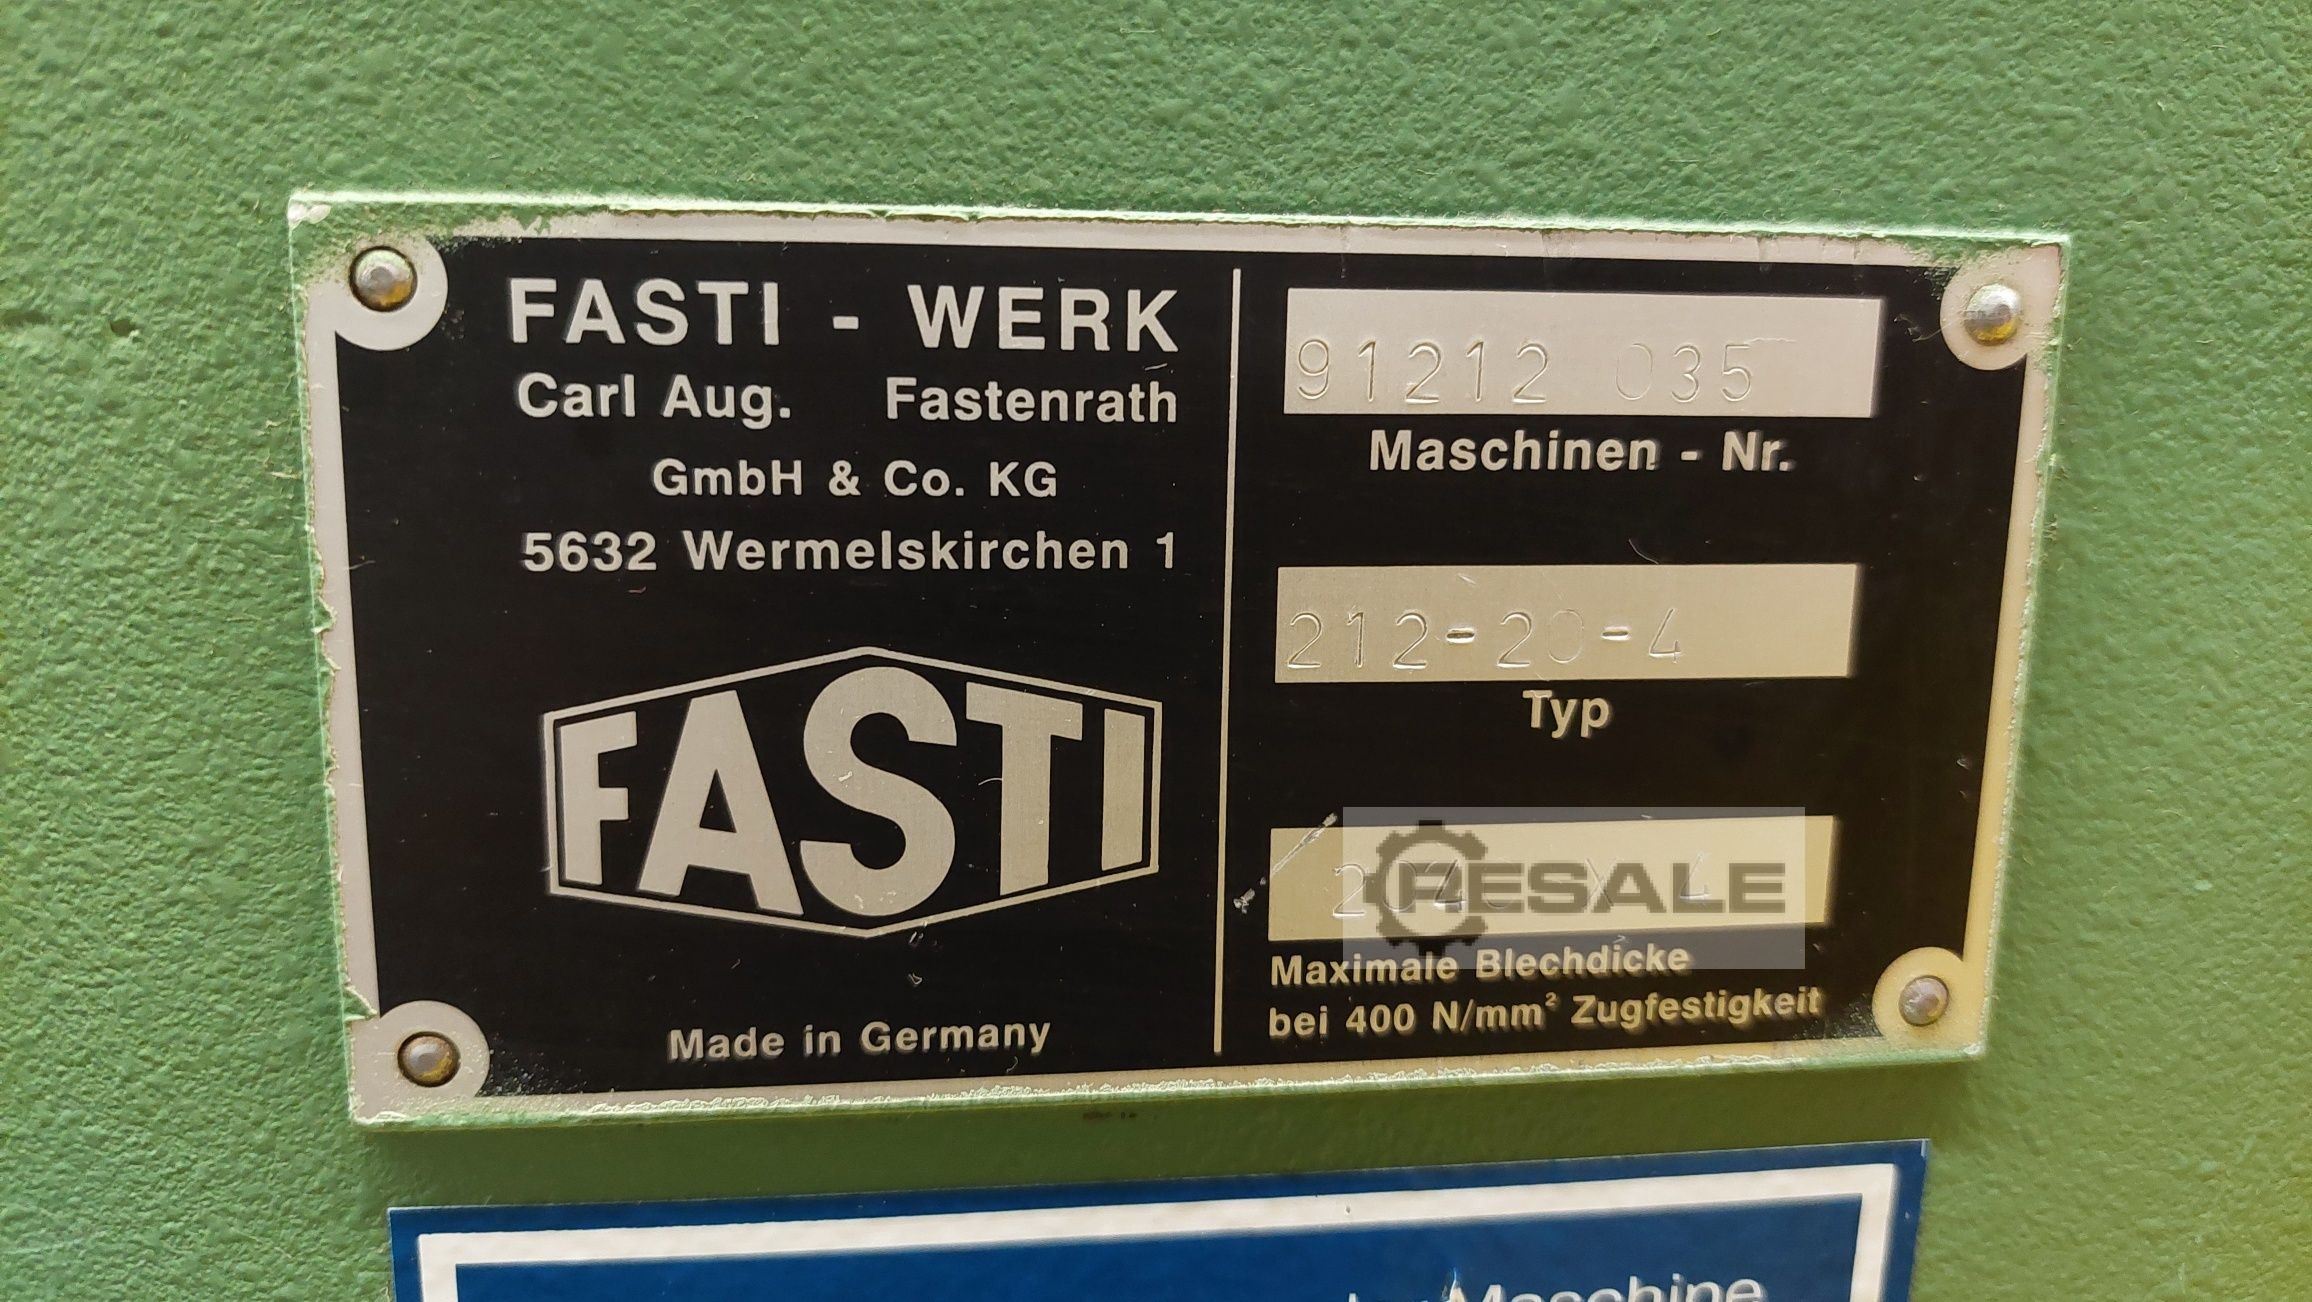 FASTI - WERK
Carl Aug. Fastenrath
GmbH & Co. KG
5632 Wermelskirchen 1
FASTI
Made in Germany
91212 035
Maschinen - Nr.
212-20-4
Typ
RESALE
Maximale Blechdicke
bei 400 N/mm² Zugfestigkeit
Maschine